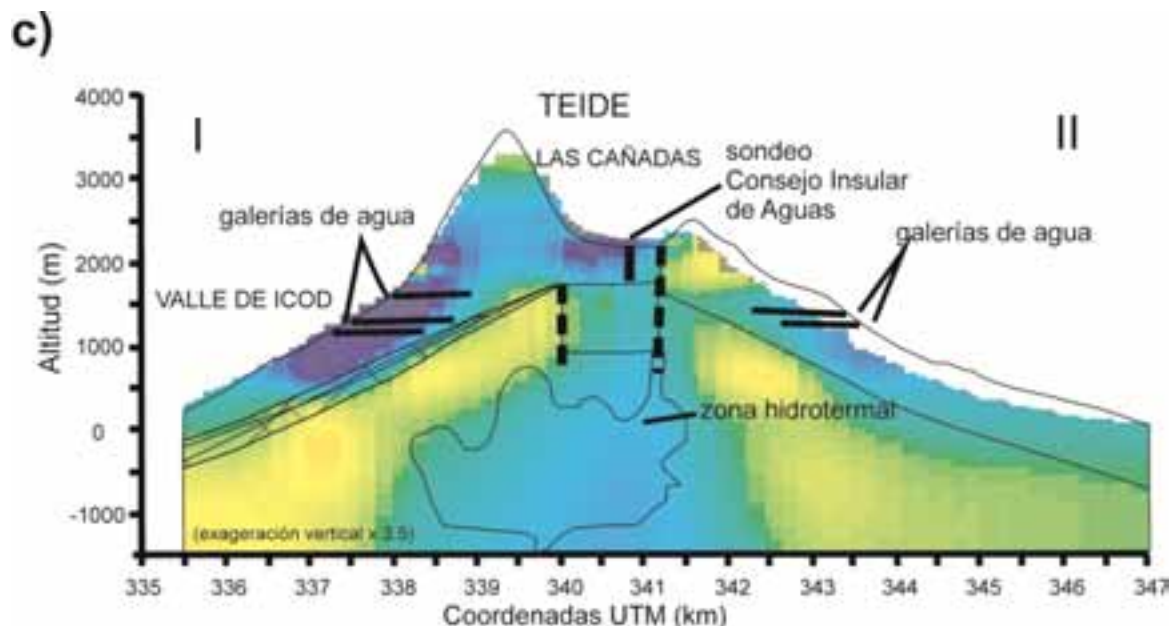 c)
4000
3000
2000
1000
0
-1000
Altitud (m)
I
TEIDE
II
LAS CAÑADAS
sondeo
Consejo Insular
de Aguas
galerías de agua
galerías de agua
VALLE DE ICOD
zona hidrotermal
(exageración vertical x 3.5)
335 336 337 338 339 340 341 342 343 344 345 346 347
Coordenadas UTM (km)